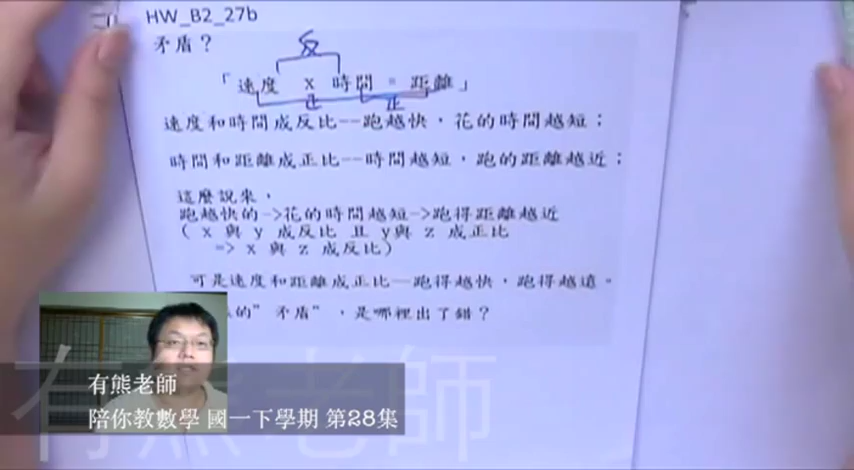 HW_B2_27b
矛盾？
反
「速度 x 時間 = 距離」
正 正
速度和時間成反比--跑越快，花的時間越短；
時間和距離成正比--時間越短，跑的距離越近；
這麼說來，
跑越快的->花的時間越短->跑得距離越近
( x 與 y 成反比 且 y與 z 成正比
=> x 與 z 成反比)
可是速度和距離成正比—跑得越快，跑得越遠。
的"矛盾"，是哪裡出了錯？
有熊老師
有熊老師
陪你教數學 國一下學期 第28集